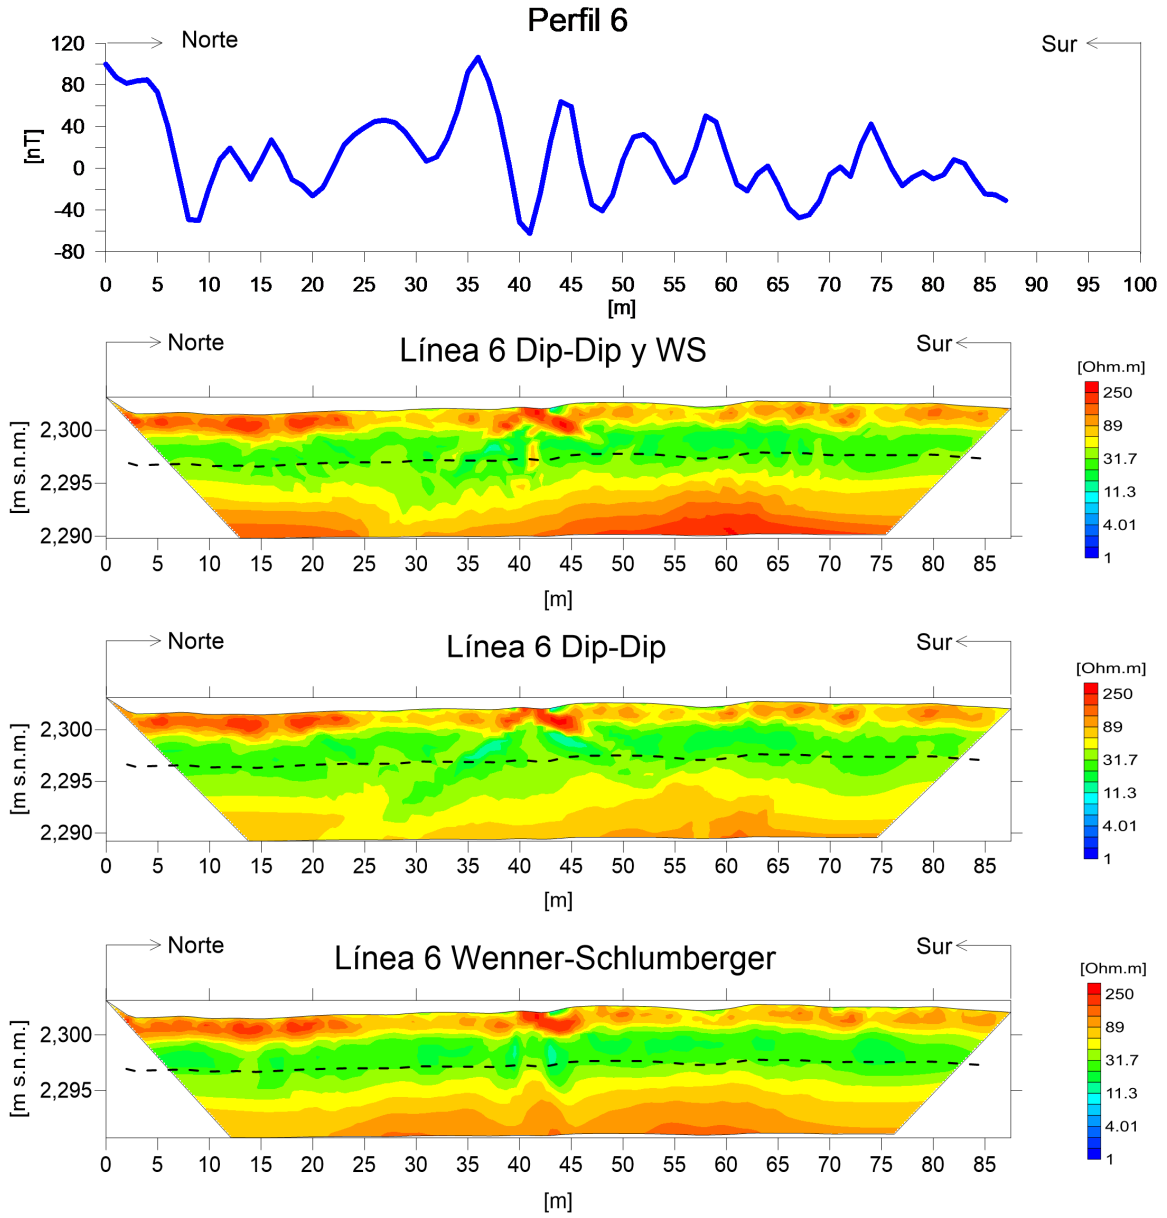 Perfil 6
Norte
Sur
[nT]
120
80
40
0
-40
-80
0 5 10 15 20 25 30 35 40 45 50 55 60 65 70 75 80 85 90 95 100
[m]
Norte
Línea 6 Dip-Dip y WS
Sur
[Ohm.m]
250
89
31.7
11.3
4.01
1
[m s.n.m.]
2,300
2,295
2,290
0 5 10 15 20 25 30 35 40 45 50 55 60 65 70 75 80 85
[m]
Norte
Línea 6 Dip-Dip
Sur
[Ohm.m]
250
89
31.7
11.3
4.01
1
[m s.n.m.]
2,300
2,295
2,290
0 5 10 15 20 25 30 35 40 45 50 55 60 65 70 75 80 85
[m]
Norte
Línea 6 Wenner-Schlumberger
Sur
[Ohm.m]
250
89
31.7
11.3
4.01
1
[m s.n.m.]
2,300
2,295
0 5 10 15 20 25 30 35 40 45 50 55 60 65 70 75 80 85
[m]